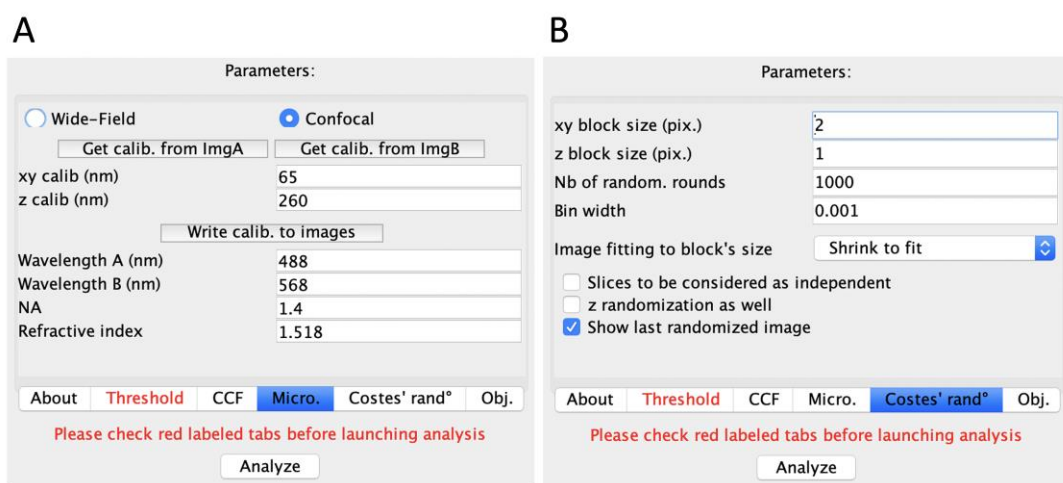 A
Parameters:
Wide-Field Confocal
Get calib. from ImgA Get calib. from ImgB
xy calib (nm) 65
z calib (nm) 260
Write calib. to images
Wavelength A (nm) 488
Wavelength B (nm) 568
NA 1.4
Refractive index 1.518
About Threshold CCF Micro. Costes' rand° Obj.
Please check red labeled tabs before launching analysis
Analyze
B
Parameters:
xy block size (pix.) 2
z block size (pix.) 1
Nb of random. rounds 1000
Bin width 0.001
Image fitting to block's size Shrink to fit
Slices to be considered as independent
z randomization as well
Show last randomized image
About Threshold CCF Micro. Costes' rand° Obj.
Please check red labeled tabs before launching analysis
Analyze